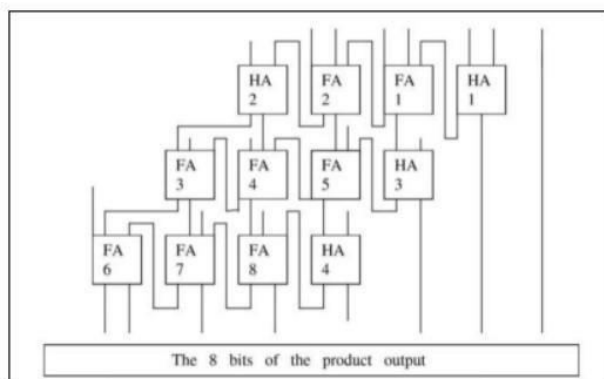 HA FA FA HA
2 2 1 1
FA FA FA HA
3 4 5 3
FA FA FA HA
6 7 8 4
The 8 bits of the product output